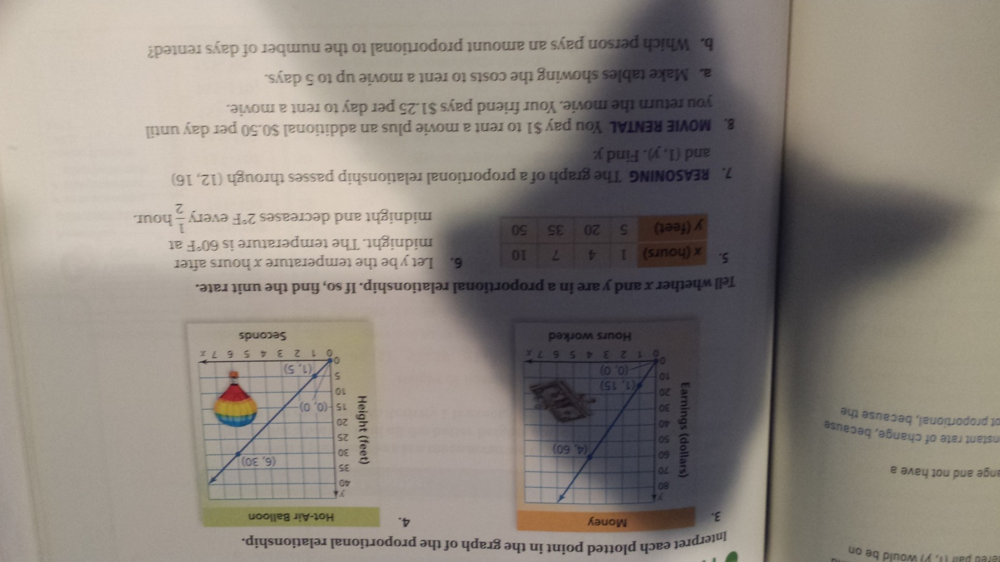 Interpret each plotted point in the graph of the proportional relationship.
3.
Money
y
80
70
60
50
40
30
20
10
0
Earnings (dollars)
(4, 60)
(1, 15)
(0, 0)
0 1 2 3 4 5 6 7 x
Hours worked
4.
Hot-Air Balloon
y
40
35
30
25
20
15
10
5
0
Height (feet)
(6, 30)
(0, 0)
(1, 5)
0 1 2 3 4 5 6 7 x
Seconds
Tell whether x and y are in a proportional relationship. If so, find the unit rate.
5.
x (hours) 1 4 7 10
y (feet) 5 20 35 50
6. Let y be the temperature x hours after
midnight. The temperature is 60°F at
midnight and decreases 2°F every 1/2 hour.
7. REASONING The graph of a proportional relationship passes through (12, 16)
and (1, y). Find y.
8. MOVIE RENTAL You pay $1 to rent a movie plus an additional $0.50 per day until
you return the movie. Your friend pays $1.25 per day to rent a movie.
a. Make tables showing the costs to rent a movie up to 5 days.
b. Which person pays an amount proportional to the number of days rented?
pair (1, y) would be on
and not have a
rate of change, because
proportional, because the